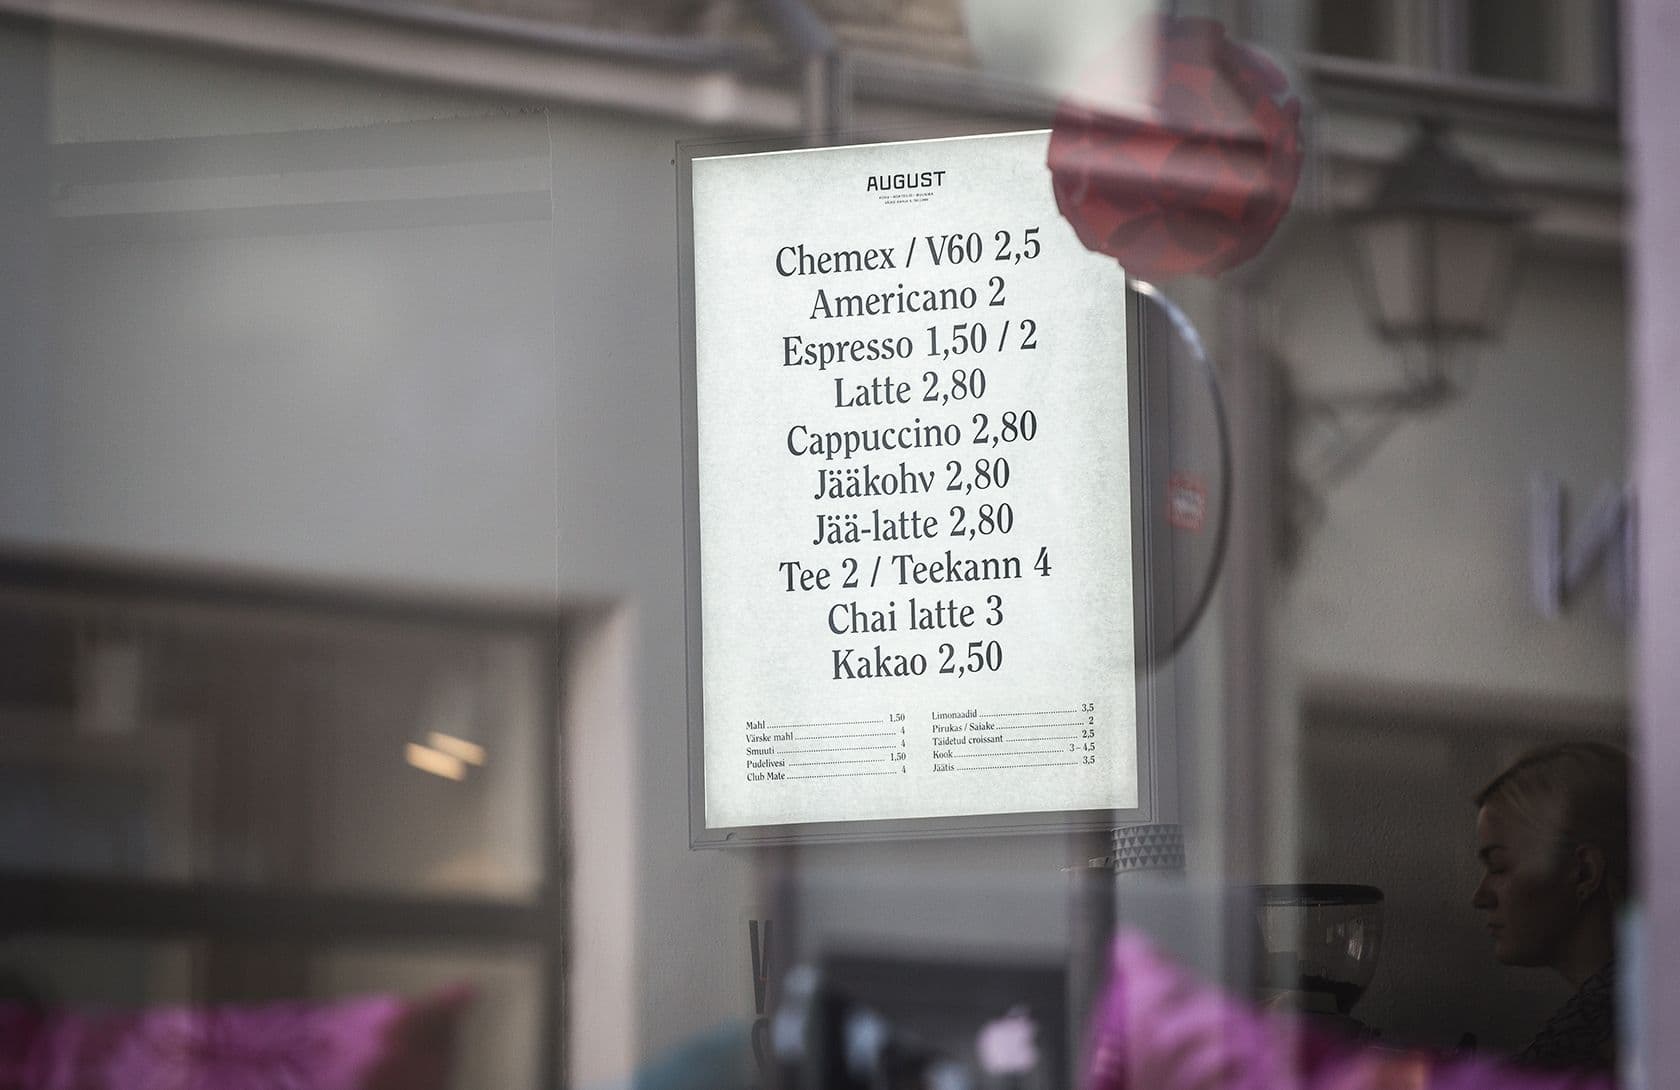 AUGUST
Chemex / V60 2,5
Americano 2
Espresso 1,50 / 2
Latte 2,80
Cappuccino 2,80
Jääkohv 2,80
Jää-latte 2,80
Tee 2 / Teekann 4
Chai latte 3
Kakao 2,50
Mahl 1,50
Värske mahl 4
Smuuti 4
Pudelivesi 1,50
Club Mate 4
Limonaadid 3,5
Pirukas / Saiake 2
Täidetud croissant 2,5
Kook 3 – 4,5
Jäätis 3,5